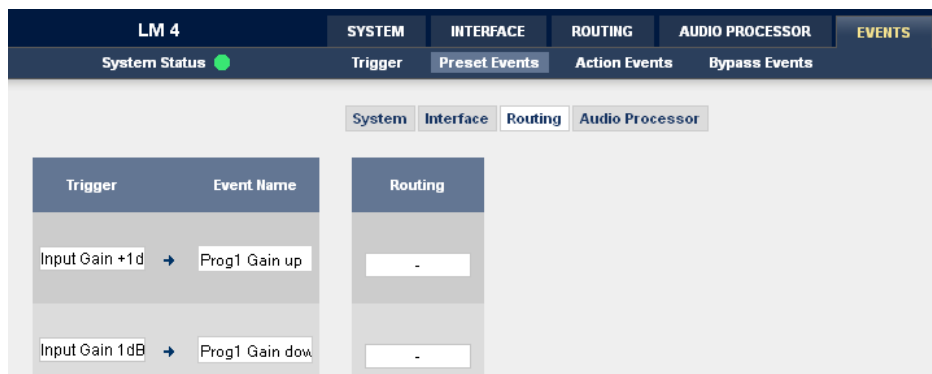 LM 4 SYSTEM INTERFACE ROUTING AUDIO PROCESSOR EVENTS
System Status Trigger Preset Events Action Events Bypass Events
System Interface Routing Audio Processor
Trigger Event Name Routing
Input Gain +1d Prog1 Gain up -
Input Gain 1dB Prog1 Gain dow -